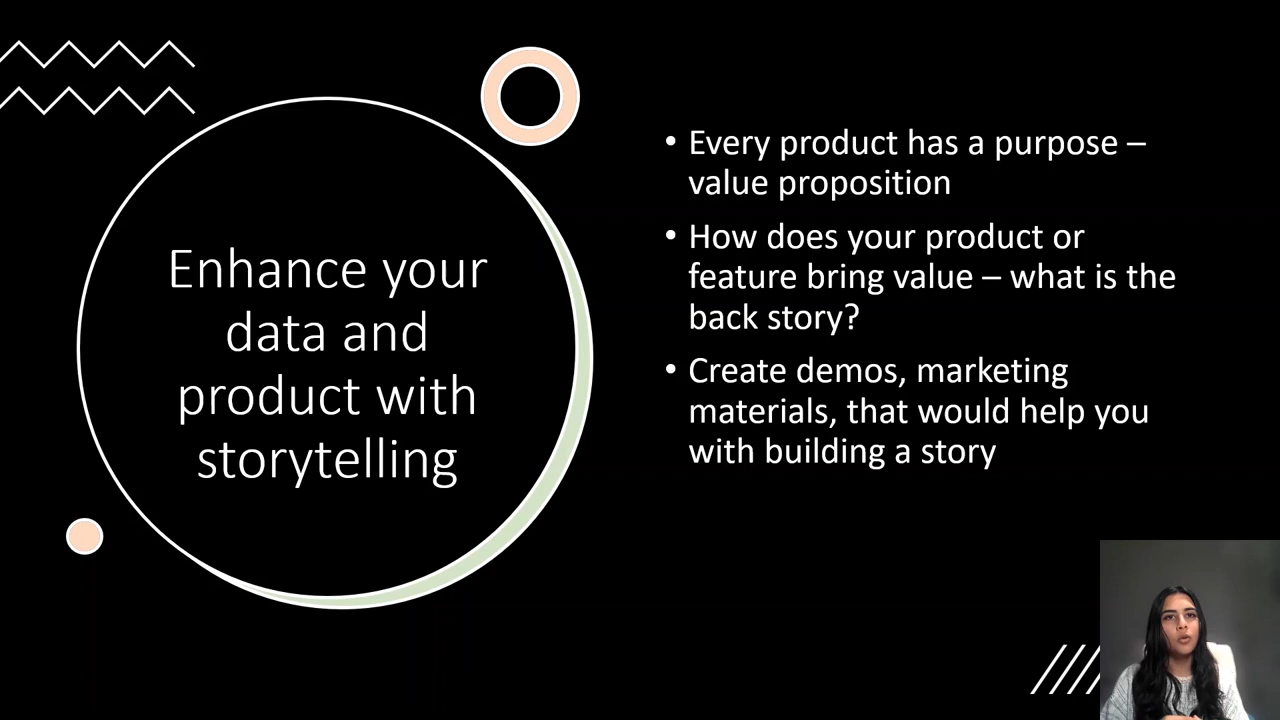 Enhance your
data and
product with
storytelling
• Every product has a purpose –
value proposition
• How does your product or
feature bring value – what is the
back story?
• Create demos, marketing
materials, that would help you
with building a story